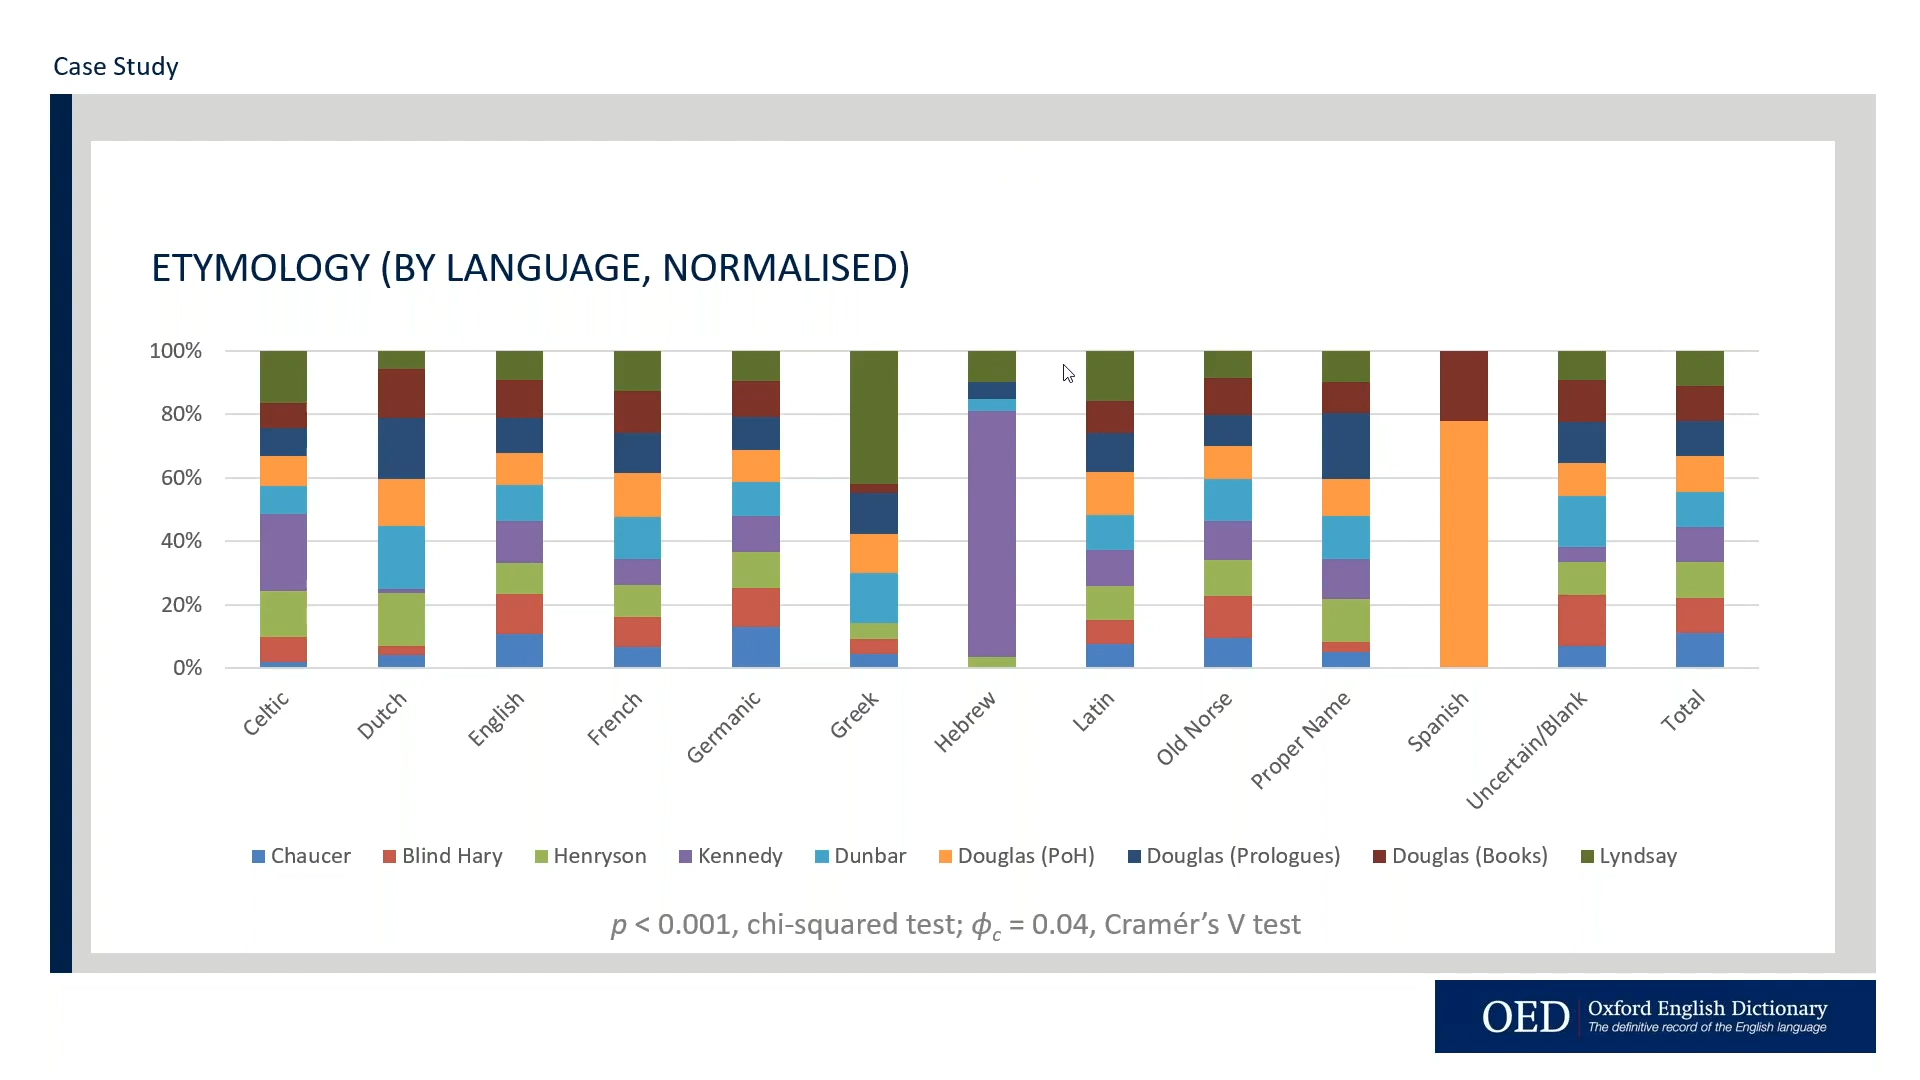 Case Study
ETYMOLOGY (BY LANGUAGE, NORMALISED)
100%
80%
60%
40%
20%
0%
Celtic
Dutch
English
French
Germanic
Greek
Hebrew
Latin
Old Norse
Proper Name
Spanish
Uncertain/Blank
Total
Chaucer Blind Hary Henryson Kennedy Dunbar Douglas (PoH) Douglas (Prologues) Douglas (Books) Lyndsay
p < 0.001, chi-squared test; ϕc = 0.04, Cramér’s V test
OED
Oxford English Dictionary
The definitive record of the English language